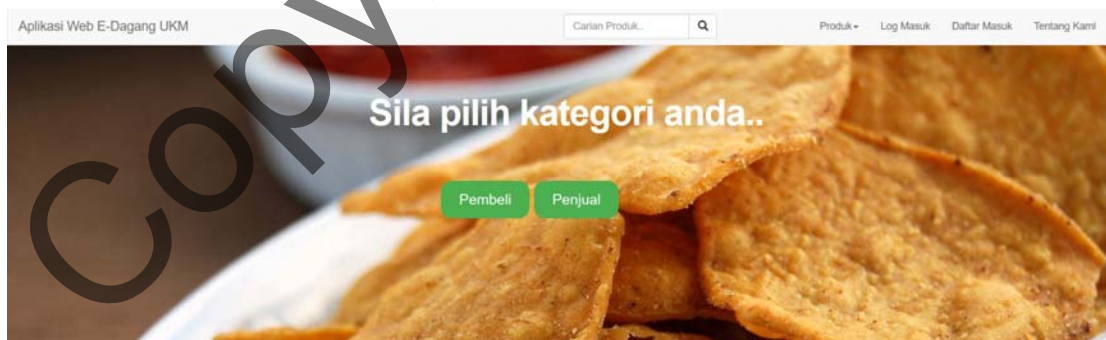 Aplikasi Web E-Dagang UKM
Carian Produk..
Produk
Log Masuk
Daftar Masuk
Tentang Kami
Sila pilih kategori anda..
Pembeli
Penjual
Copy